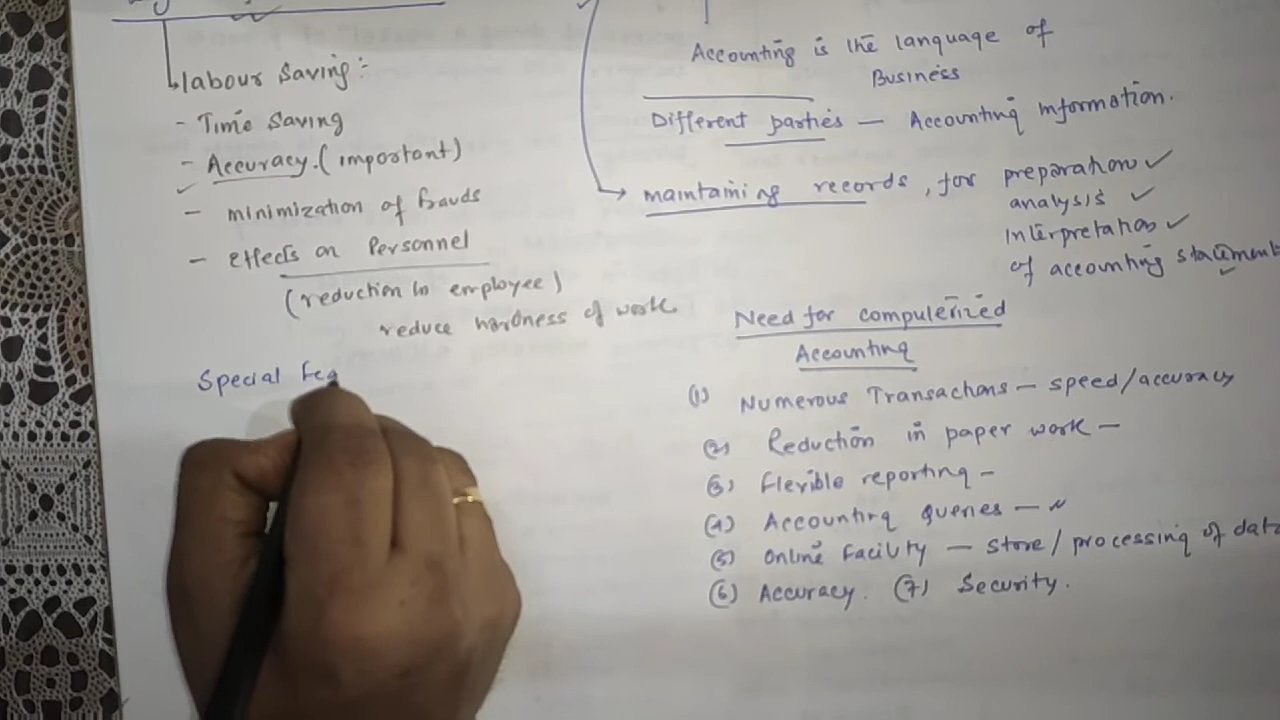 labour saving :-
- Time saving
- Accuracy. (important)
- minimization of frauds
- effects on Personnel
(reduction in employee)
reduce hardness of work
Special Fea
Accounting is the language of
Business
Different parties — Accounting information.
maintaining records, for preparation
analysis
interpretation
of accounting statement
Need for computerized
Accounting
(1) Numerous Transactions — speed/accuracy
(2) Reduction in paper work —
(3) Flexible reporting -
(4) Accounting queries —
(5) online facility — store/processing of data
(6) Accuracy. (7) Security.